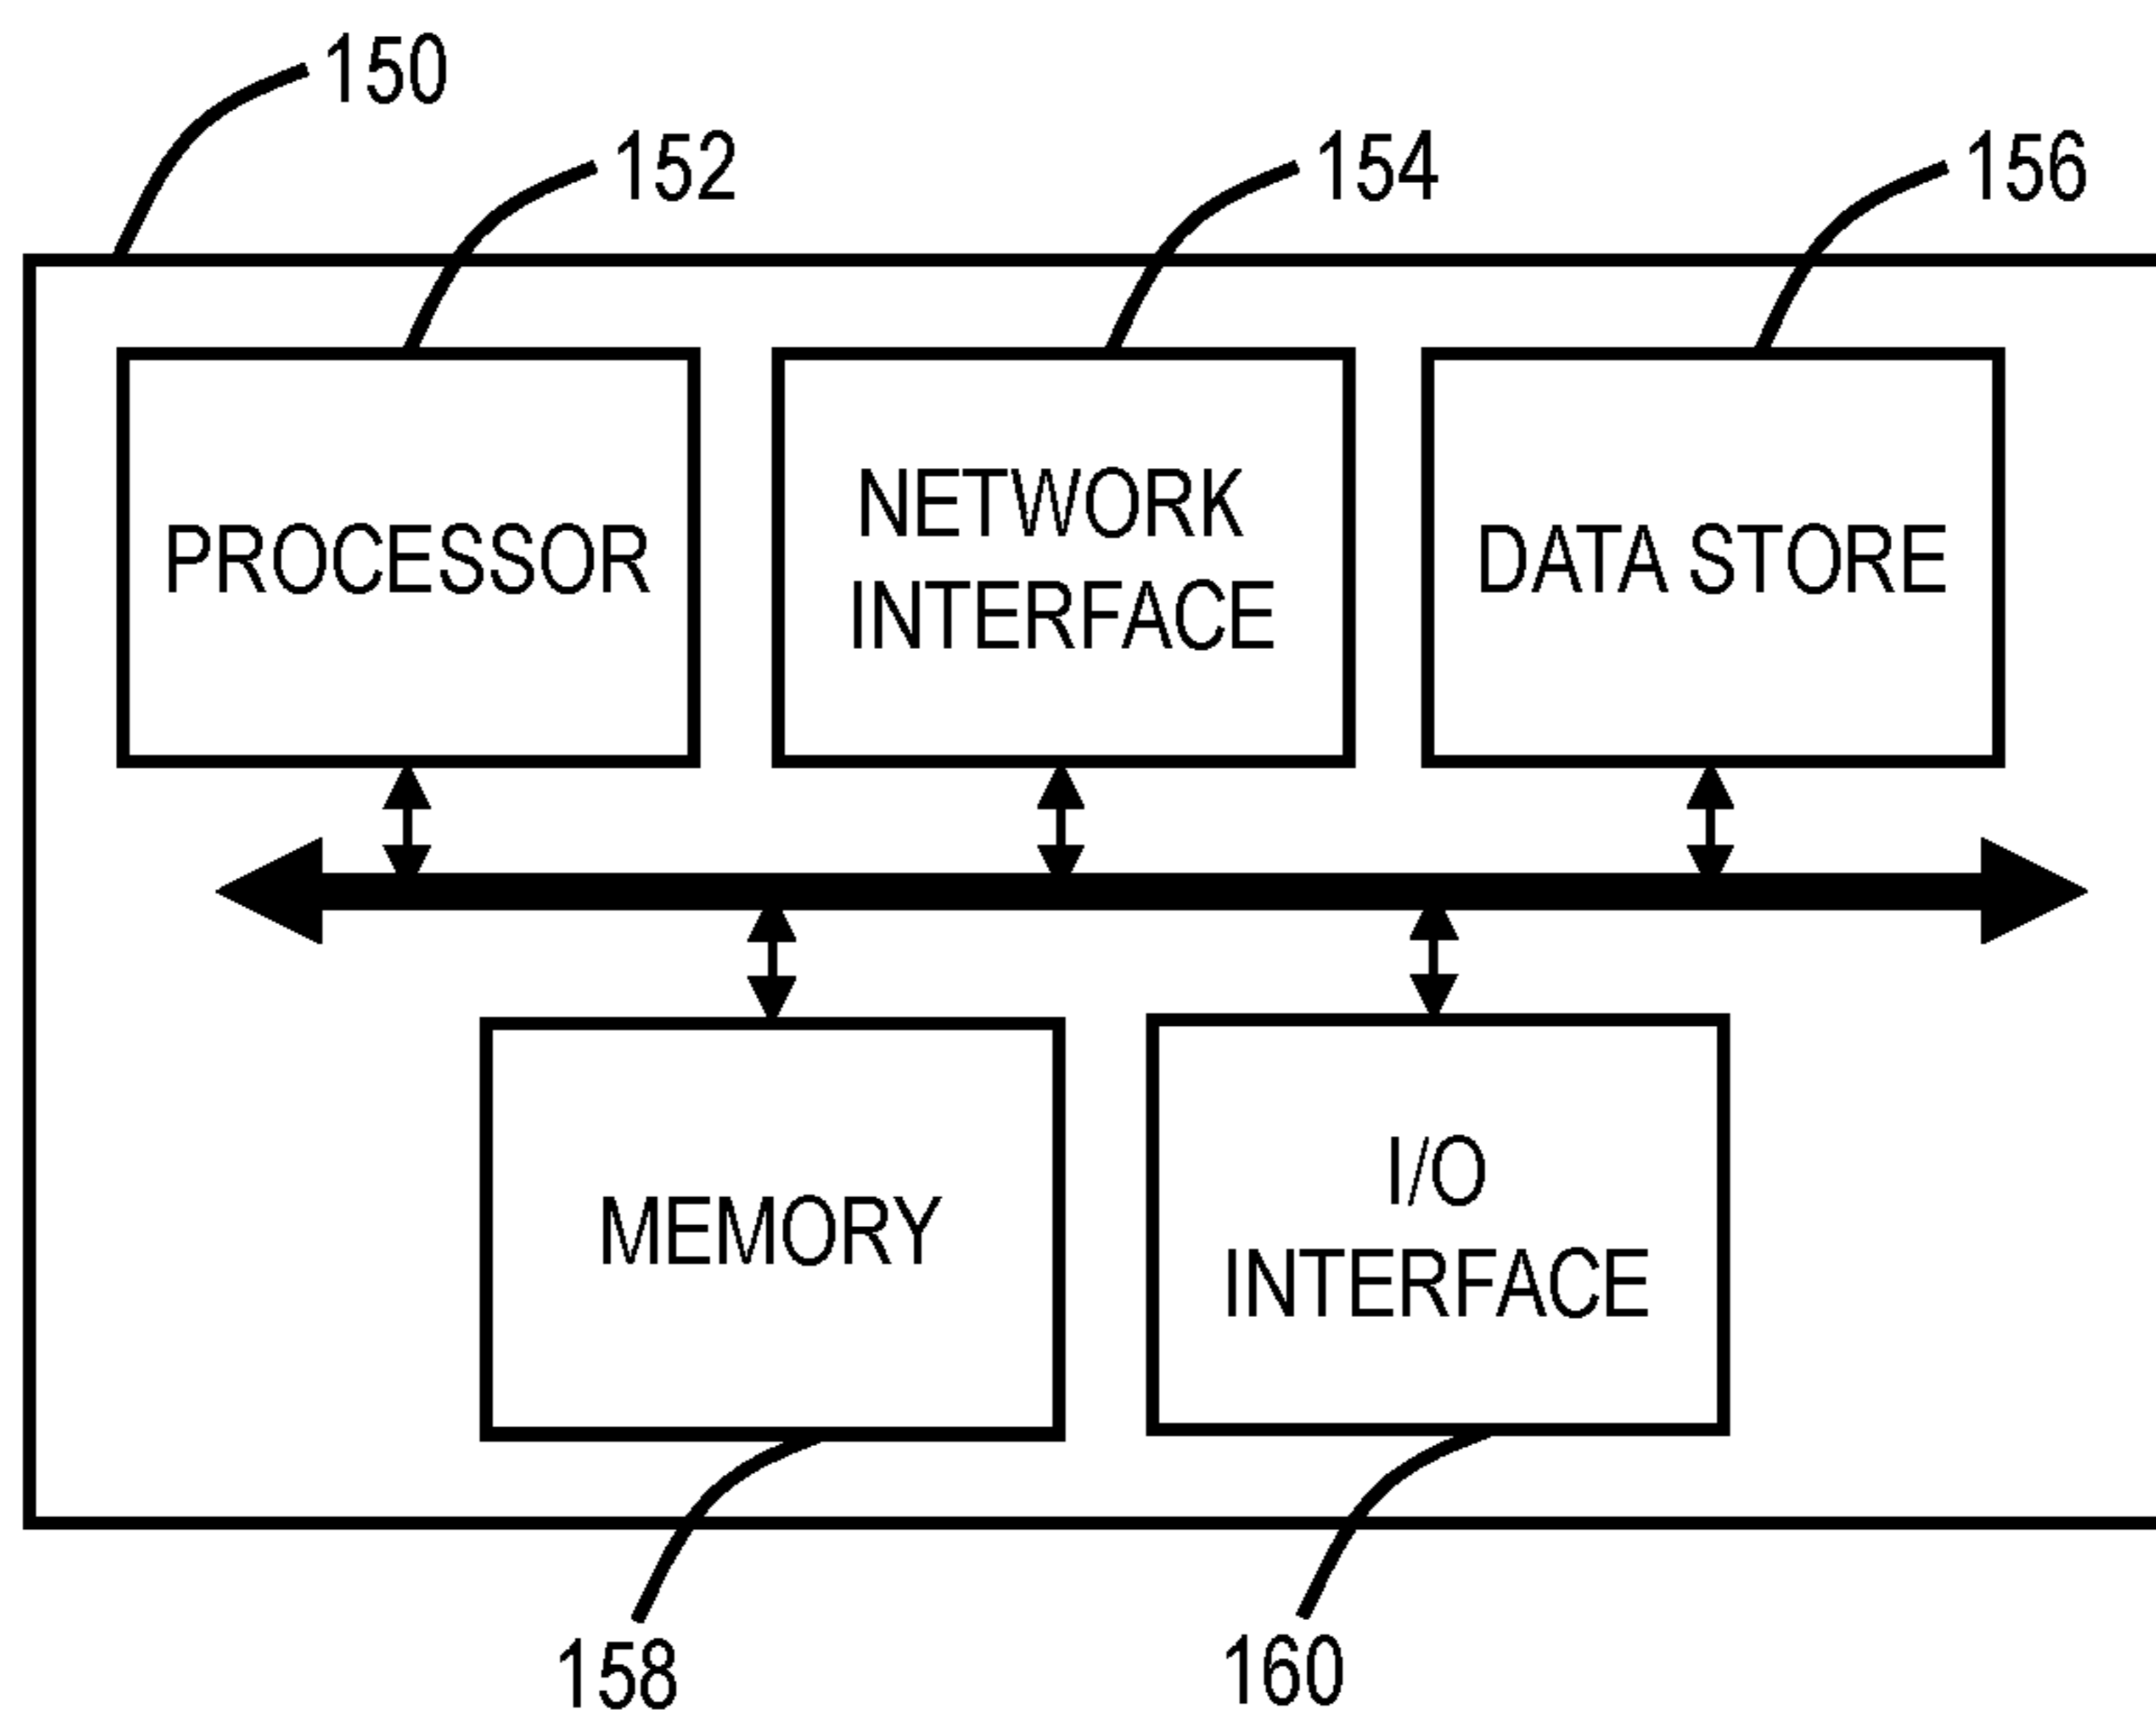 150
152
154
156
PROCESSOR
NETWORK
INTERFACE
DATA STORE
MEMORY
I/O
INTERFACE
158
160